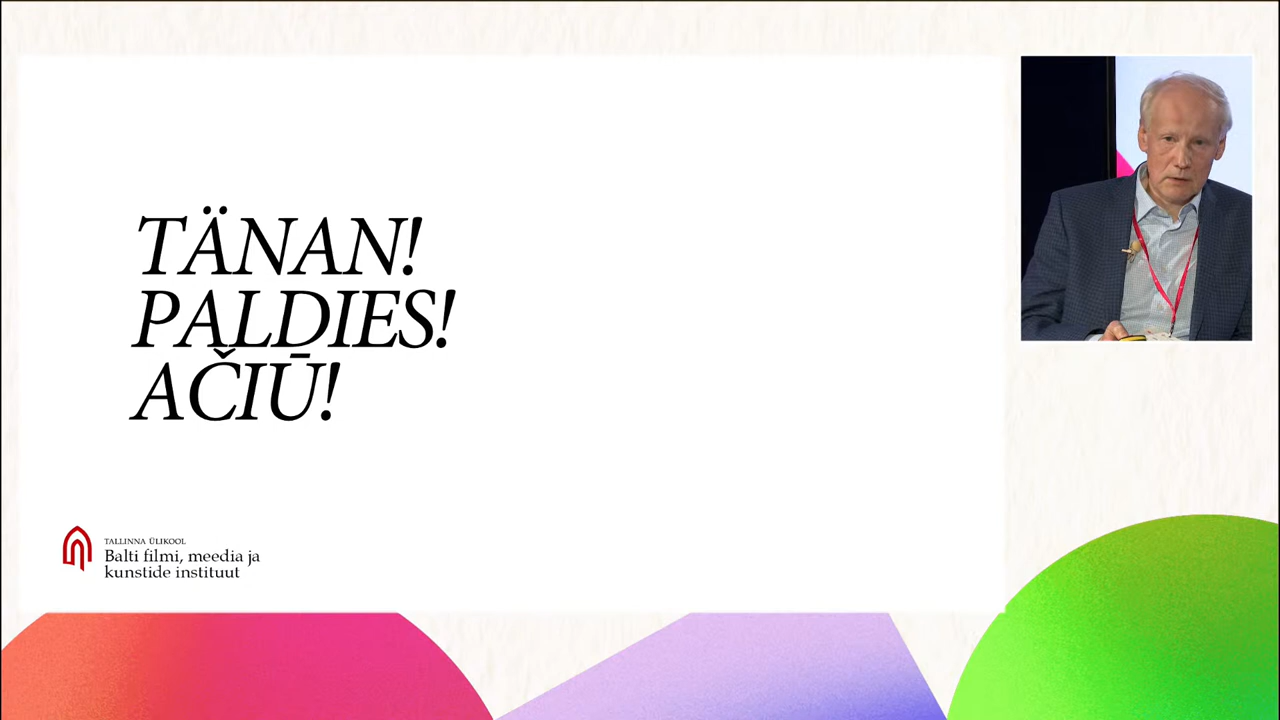 TÄNAN!
PALDIES!
AČIŪ!
TALLINNA ÜLIKOOL
Balti filmi, meedia ja
kunstide instituut